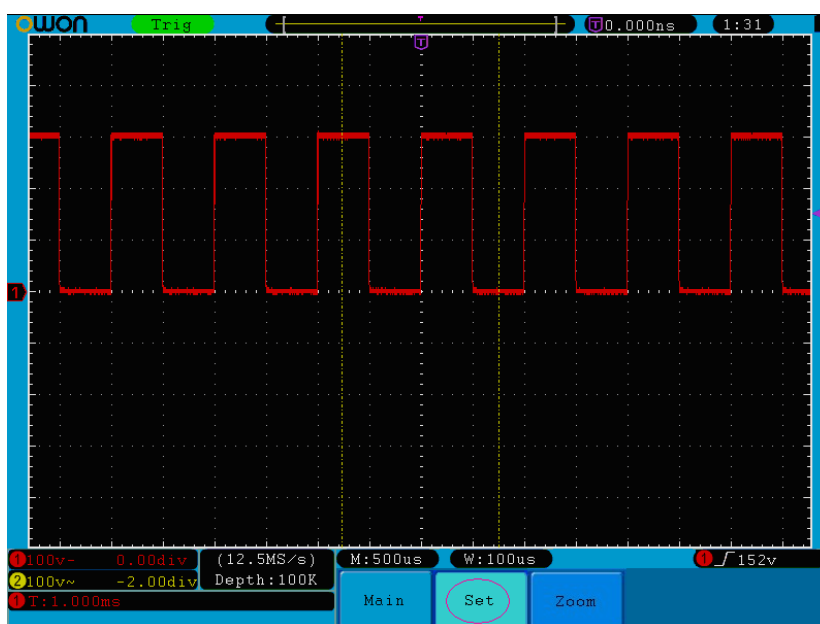 owon Trig T 0.000ns 1:31
T
1
1 100v- 0.00div (12.5MS/s) M:500us W:100us 1 152v
2 100v~ -2.00div Depth:100K
1 T:1.000ms Main Set Zoom